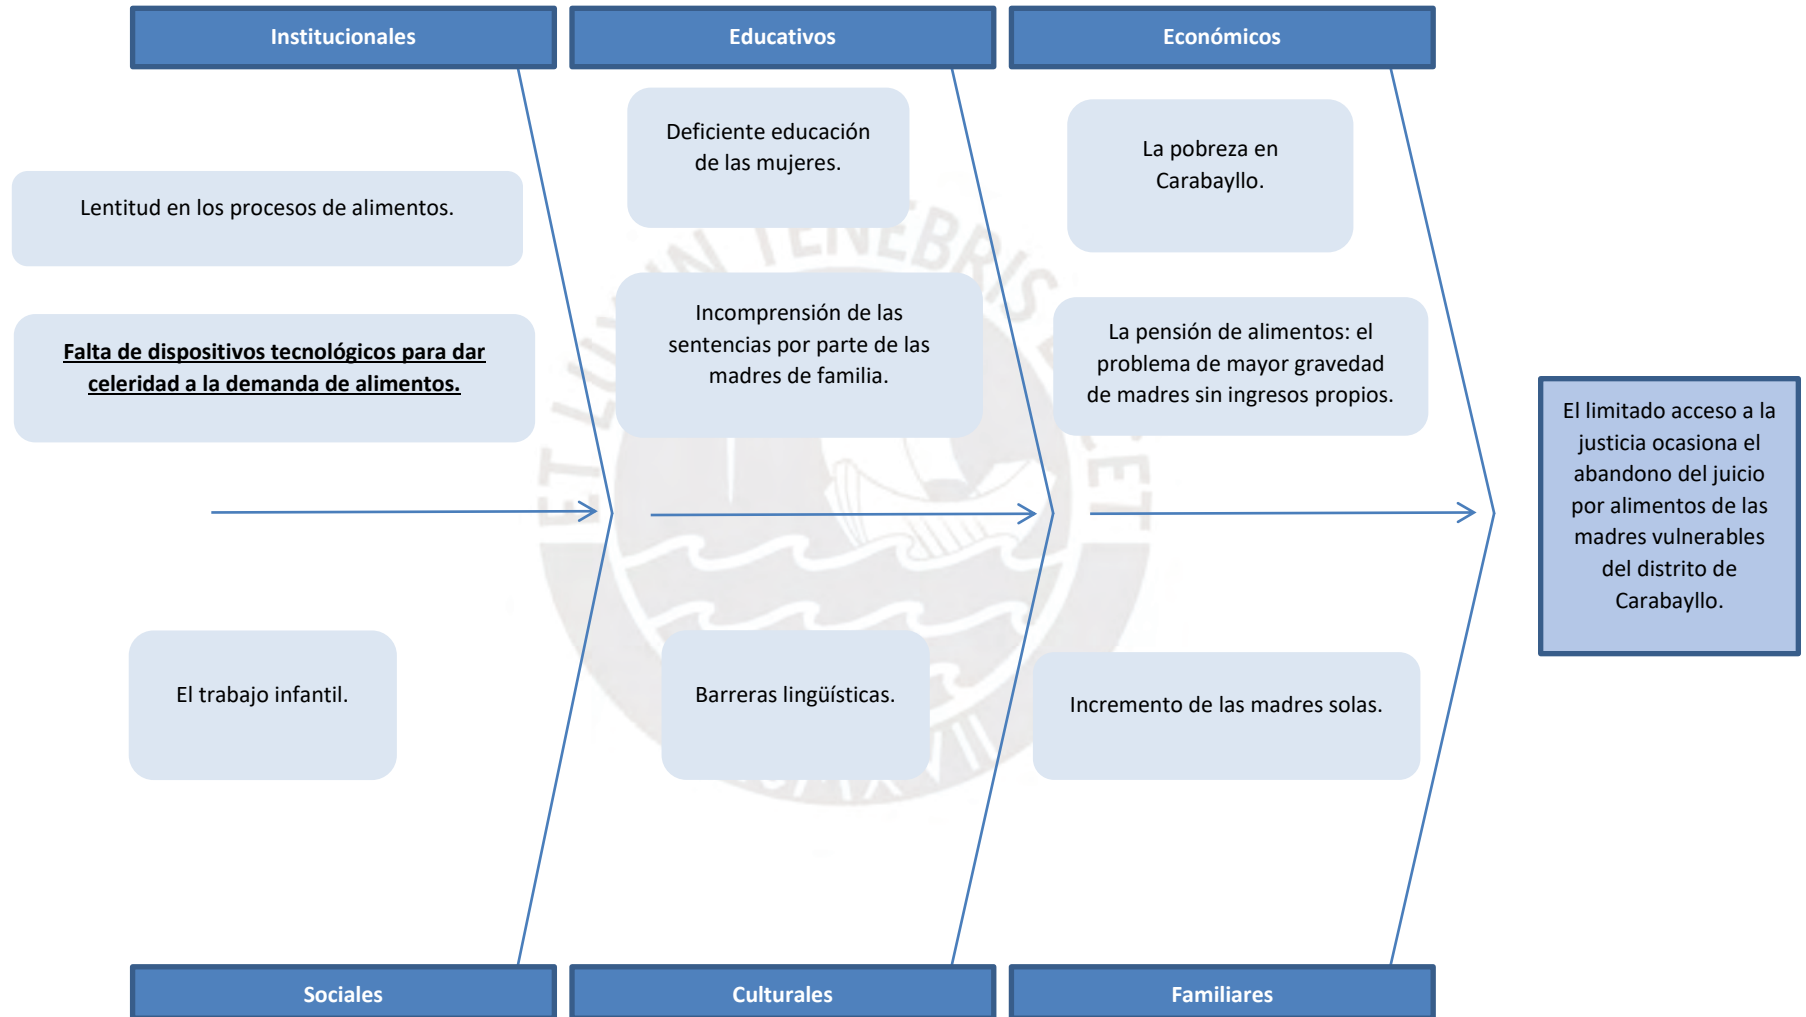 Institucionales
Educativos
Económicos
Deficiente educación
de las mujeres.
La pobreza en
Carabayllo.
Lentitud en los procesos de alimentos.
Incomprensión de las
sentencias por parte de las
madres de familia.
La pensión de alimentos: el
problema de mayor gravedad
de madres sin ingresos propios.
Falta de dispositivos tecnológicos para dar
celeridad a la demanda de alimentos.
El limitado acceso a la
justicia ocasiona el
abandono del juicio
por alimentos de las
madres vulnerables
del distrito de
Carabayllo.
El trabajo infantil.
Barreras lingüísticas.
Incremento de las madres solas.
Sociales
Culturales
Familiares
ET
IN TENEBRIS
ET